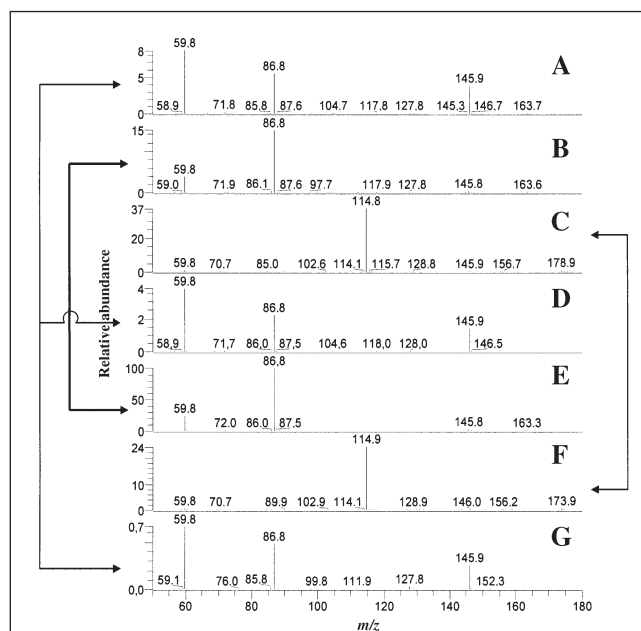 8 59.8 86.8 145.9 A
5
58.9 71.8 85.8 87.6 104.7 117.8 127.8 145.3 146.7 163.7
0
15 86.8 B
59.8
59.0 71.9 86.1 87.6 97.7 117.9 127.8 145.8 163.6
0
37 114.8 C
20
59.8 70.7 85.0 102.6 114.1 115.7 128.8 145.9 156.7 178.9
0
4 59.8 86.8 145.9 D
2
58,9 71,7 86,0 87,5 104,6 118,0 128,0 146.5
0
Relative abundance
100 86,8 E
50
59.8 72.0 86.0 87.5 145.8 163.3
0
24 114.9 F
10
59.8 70.7 89.9 102.9 114.1 128.9 146.0 156.2 173.9
0
0,7 59.8 86.8 145.9 G
59.1 76.0 85.8 99.8 111.9 127.8 152.3
0,0
60 80 100 120 140 160 180
m/z